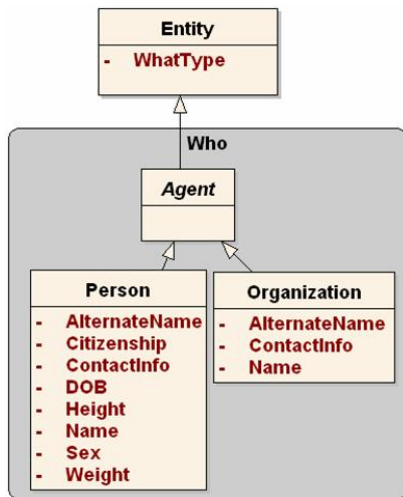 Entity
- WhatType
Who
Agent
Person
- AlternateName
- Citizenship
- ContactInfo
- DOB
- Height
- Name
- Sex
- Weight
Organization
- AlternateName
- ContactInfo
- Name